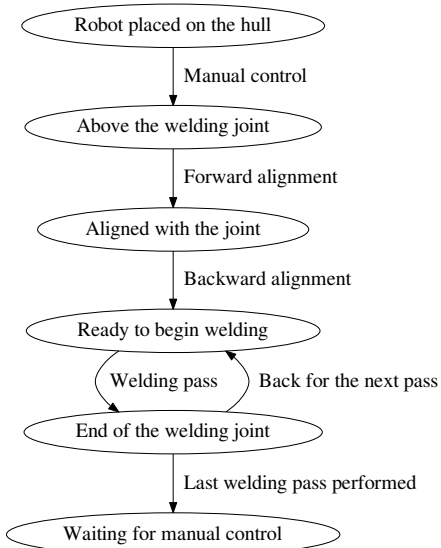 Robot placed on the hull
Manual control
Above the welding joint
Forward alignment
Aligned with the joint
Backward alignment
Ready to begin welding
Welding pass
Back for the next pass
End of the welding joint
Last welding pass performed
Waiting for manual control